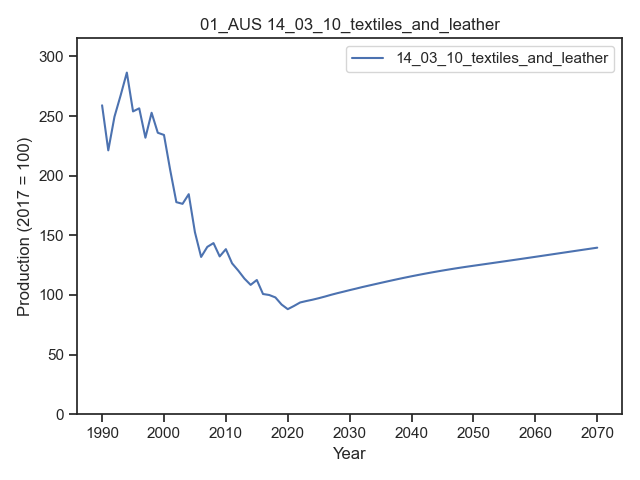 01_AUS 14_03_10_textiles_and_leather
14_03_10_textiles_and_leather
Production (2017 = 100)
300
250
200
150
100
50
0
1990 2000 2010 2020 2030 2040 2050 2060 2070
Year